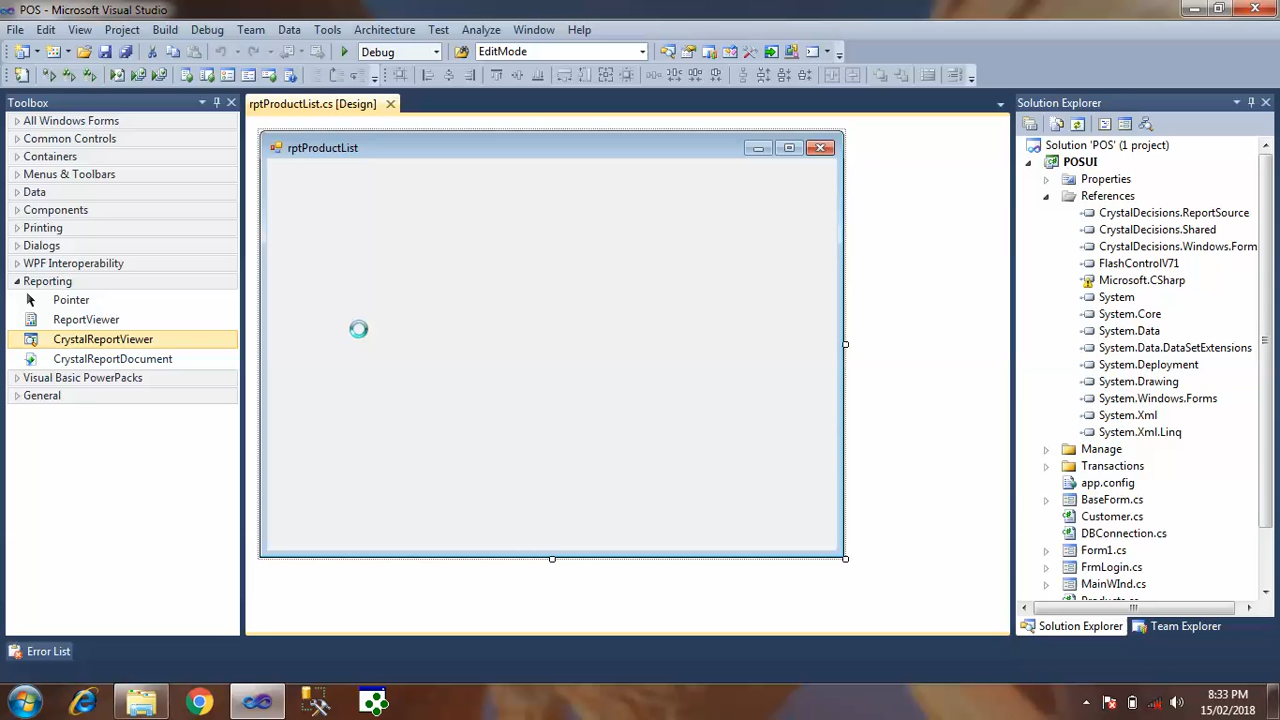 POS - Microsoft Visual Studio
File Edit View Project Build Debug Team Data Tools Architecture Test Analyze Window Help
Debug EditMode
Toolbox
All Windows Forms
Common Controls
Containers
Menus & Toolbars
Data
Components
Printing
Dialogs
WPF Interoperability
Reporting
Pointer
ReportViewer
CrystalReportViewer
CrystalReportDocument
Visual Basic PowerPacks
General
rptProductList.cs [Design]
rptProductList
Solution Explorer
Solution 'POS' (1 project)
POSUI
Properties
References
CrystalDecisions.ReportSource
CrystalDecisions.Shared
CrystalDecisions.Windows.Form
FlashControlV71
Microsoft.CSharp
System
System.Core
System.Data
System.Data.DataSetExtensions
System.Deployment
System.Drawing
System.Windows.Forms
System.Xml
System.Xml.Linq
Manage
Transactions
app.config
BaseForm.cs
Customer.cs
DBConnection.cs
Form1.cs
FrmLogin.cs
MainWInd.cs
Products.cs
Solution Explorer Team Explorer
Error List
8:33 PM
15/02/2018